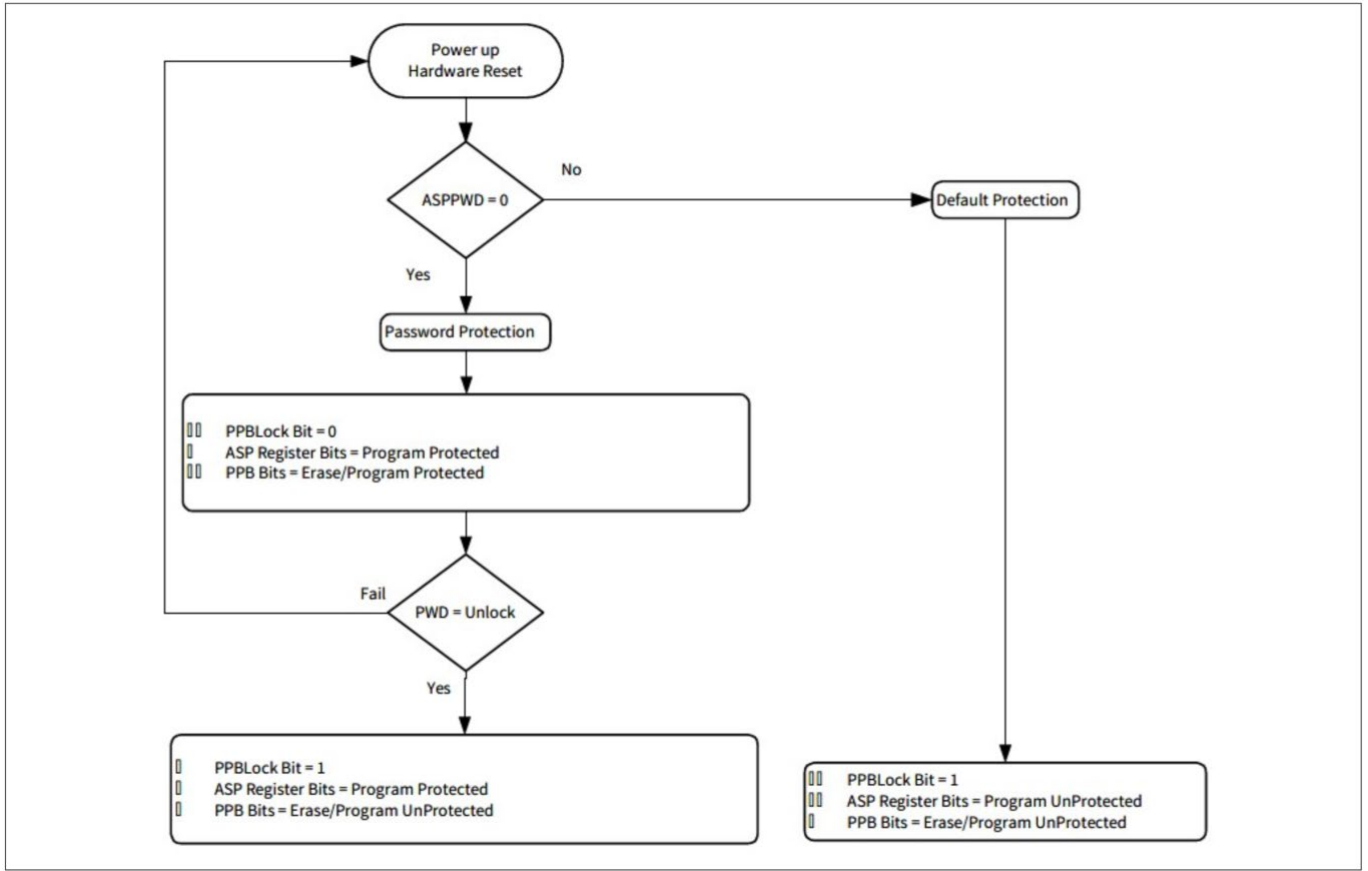 Power up
Hardware Reset
ASPPWD = 0
No
Default Protection
Yes
Password Protection
PPBLock Bit = 0
ASP Register Bits = Program Protected
PPB Bits = Erase/Program Protected
Fail
PWD = Unlock
Yes
PPBLock Bit = 1
ASP Register Bits = Program Protected
PPB Bits = Erase/Program UnProtected
PPBLock Bit = 1
ASP Register Bits = Program UnProtected
PPB Bits = Erase/Program UnProtected